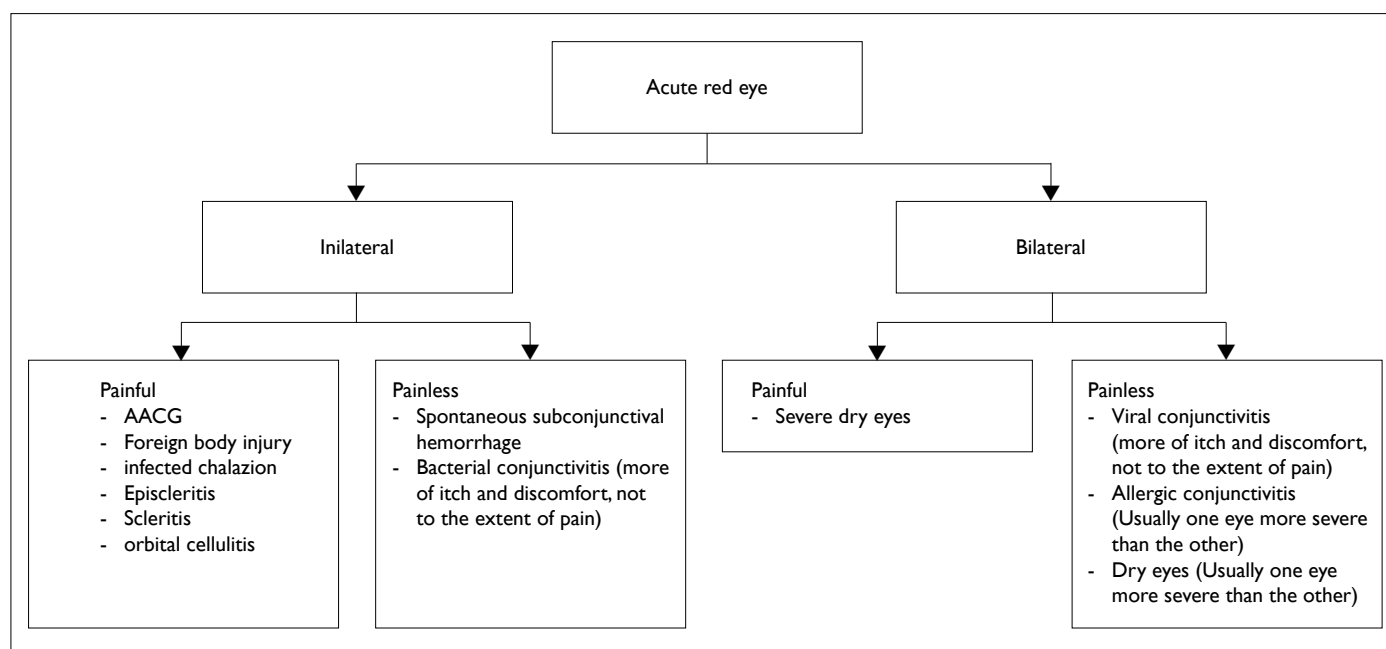 Acute red eye
Inilateral
Bilateral
Painful
- AACG
- Foreign body injury
- infected chalazion
- Episcleritis
- Scleritis
- orbital cellulitis
Painless
- Spontaneous subconjunctival
hemorrhage
- Bacterial conjunctivitis (more
of itch and discomfort, not
to the extent of pain)
Painful
- Severe dry eyes
Painless
- Viral conjunctivitis
(more of itch and discomfort,
not to the extent of pain)
- Allergic conjunctivitis
(Usually one eye more severe
than the other)
- Dry eyes (Usually one eye
more severe than the other)